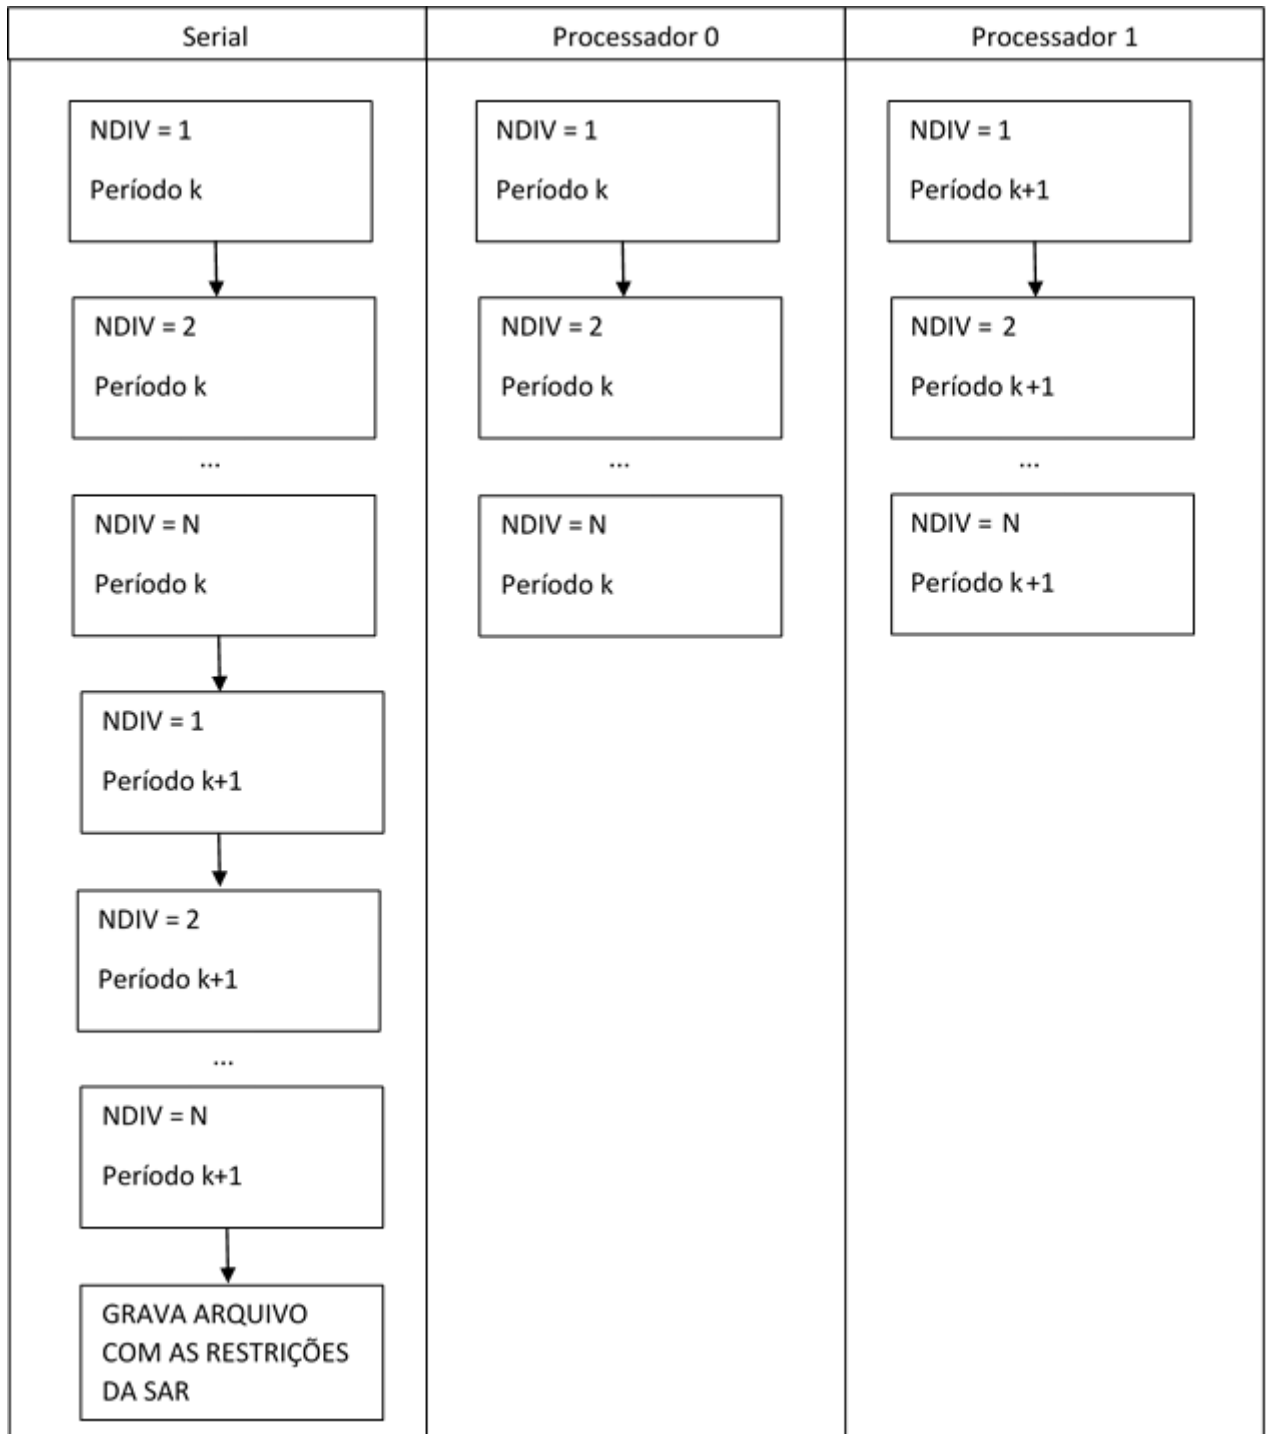 Serial
Processador 0
Processador 1
NDIV = 1
Período k
NDIV = 2
Período k
...
NDIV = N
Período k
NDIV = 1
Período k+1
NDIV = 2
Período k+1
...
NDIV = N
Período k+1
GRAVA ARQUIVO
COM AS RESTRIÇÕES
DA SAR
NDIV = 1
Período k
NDIV = 2
Período k
...
NDIV = N
Período k
NDIV = 1
Período k+1
NDIV = 2
Período k+1
...
NDIV = N
Período k+1